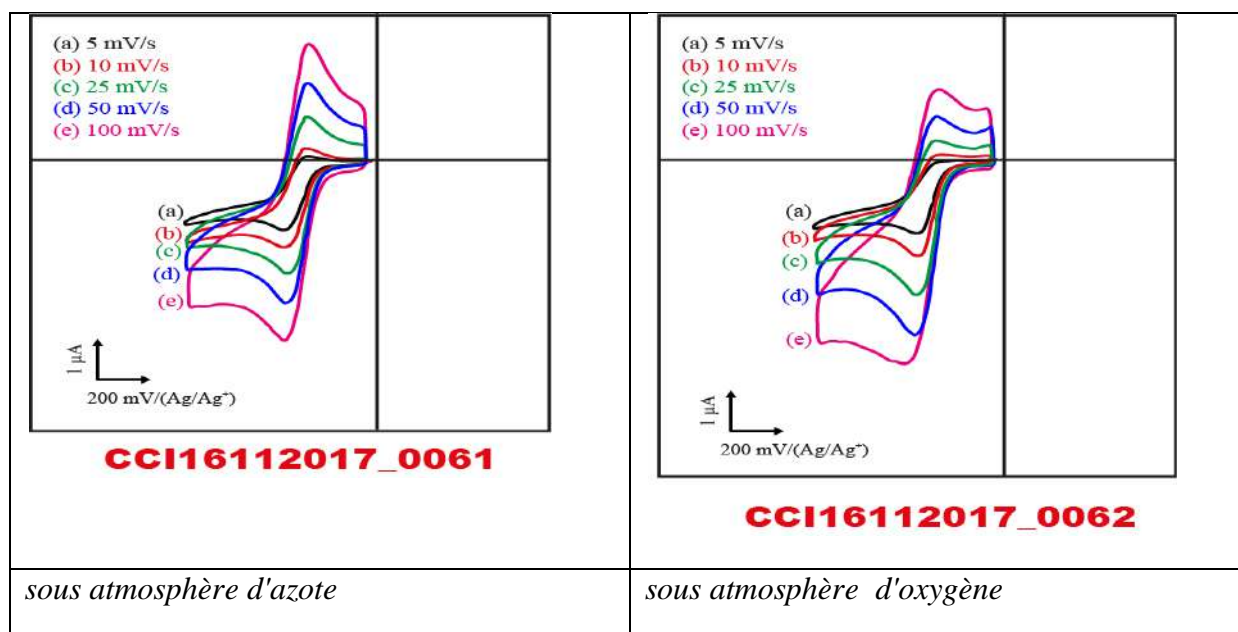 (a) 5 mV/s
(b) 10 mV/s
(c) 25 mV/s
(d) 50 mV/s
(e) 100 mV/s
(a)
(b)
(c)
(d)
(e)
1 µA
200 mV/(Ag/Ag⁺)
CCI16112017_0061
sous atmosphère d'azote
(a) 5 mV/s
(b) 10 mV/s
(c) 25 mV/s
(d) 50 mV/s
(e) 100 mV/s
(a)
(b)
(c)
(d)
(e)
1 µA
200 mV/(Ag/Ag⁺)
CCI16112017_0062
sous atmosphère d'oxygène